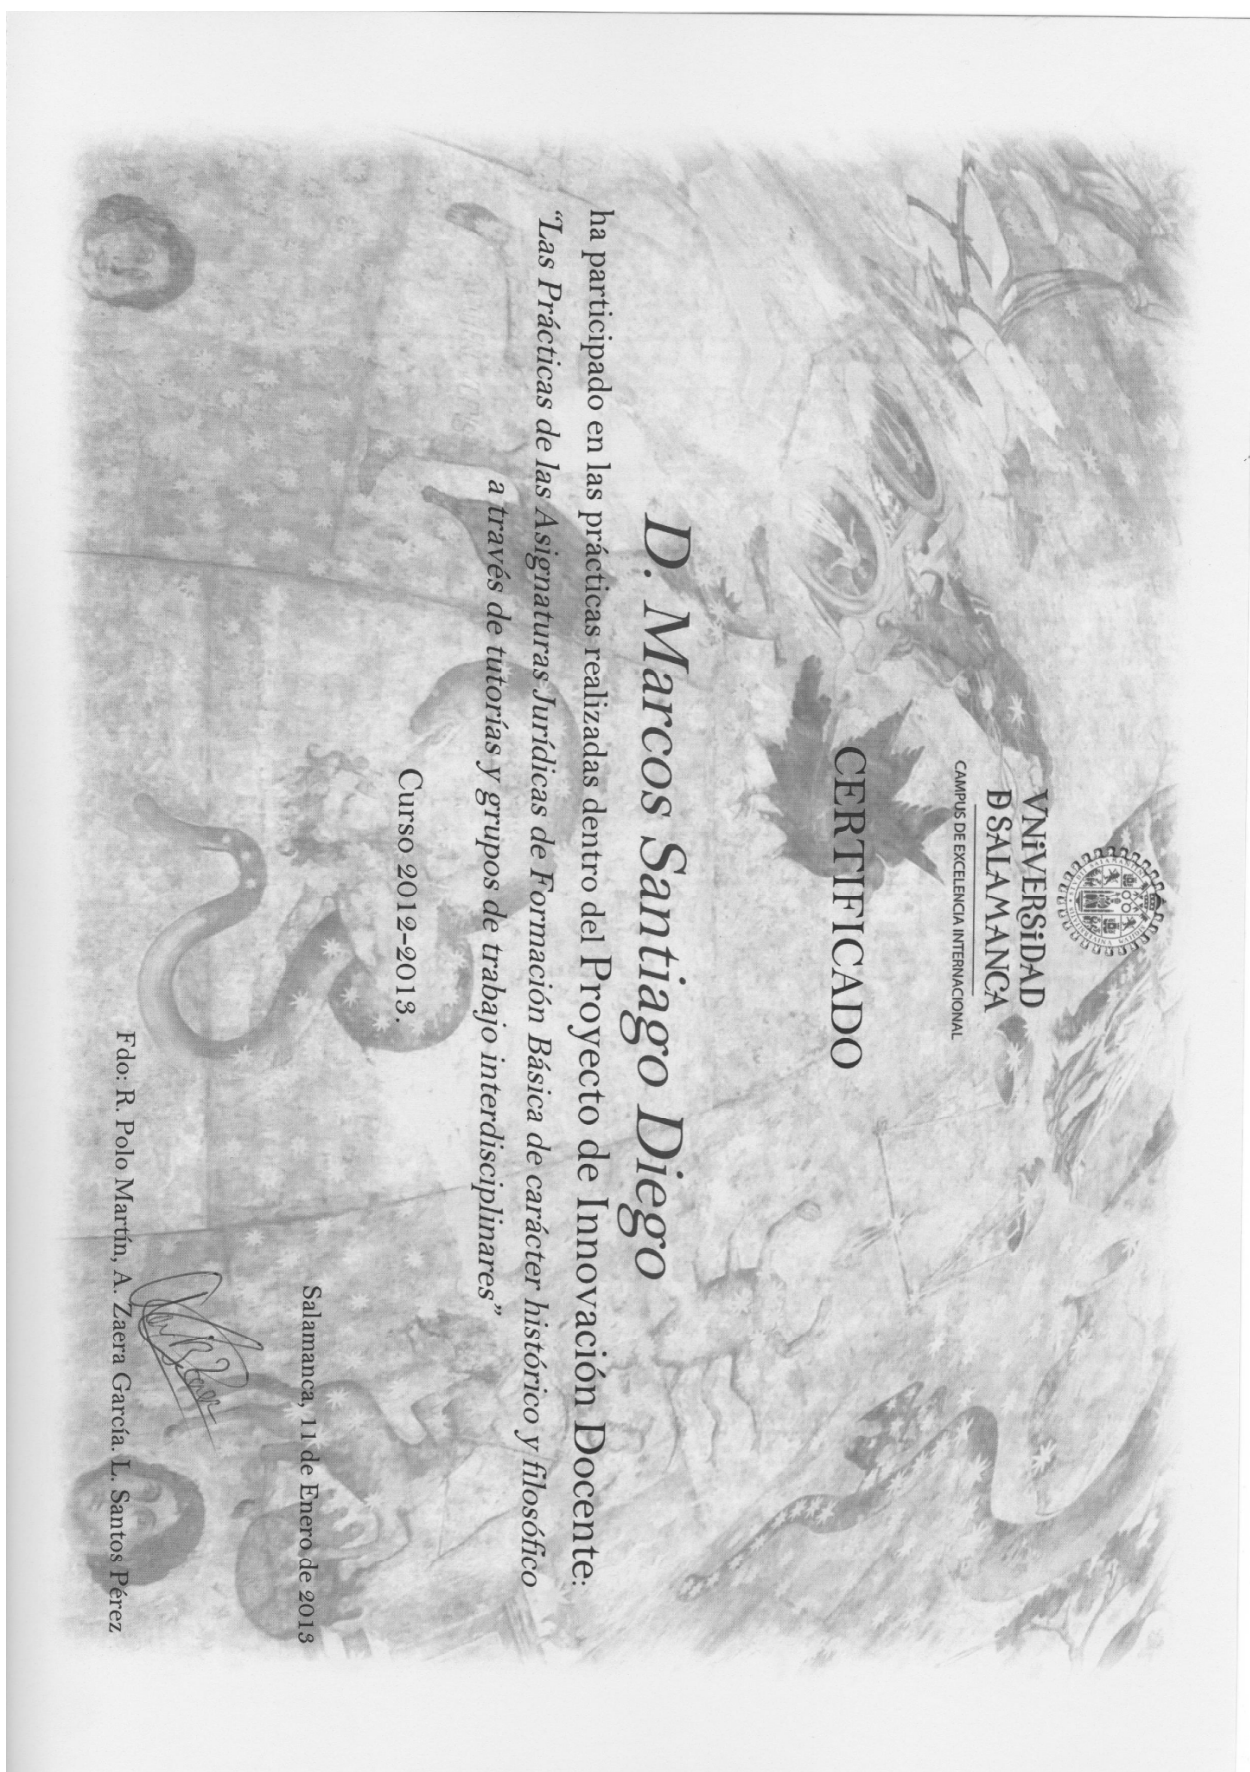 VNiVERSiDAD
D SALAMANCA
CAMPUS DE EXCELENCIA INTERNACIONAL
CERTIFICADO
D. Marcos Santiago Diego
ha participado en las prácticas realizadas dentro del Proyecto de Innovación Docente:
“Las Prácticas de las Asignaturas Jurídicas de Formación Básica de carácter histórico y filosófico
a través de tutorías y grupos de trabajo interdisciplinares”
Curso 2012-2013.
Salamanca, 11 de Enero de 2013
Fdo: R. Polo Martín, A. Zaera García. L. Santos Pérez